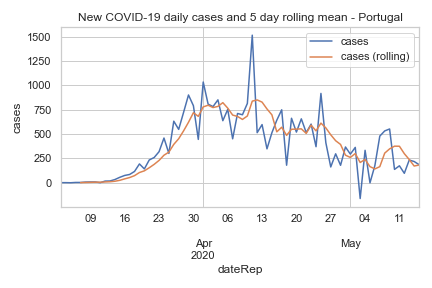 New COVID-19 daily cases and 5 day rolling mean - Portugal
cases
cases (rolling)
1500
1250
1000
750
500
250
0
cases
09 16 23 30 06 13 20 27 04 11
Apr May
2020
dateRep